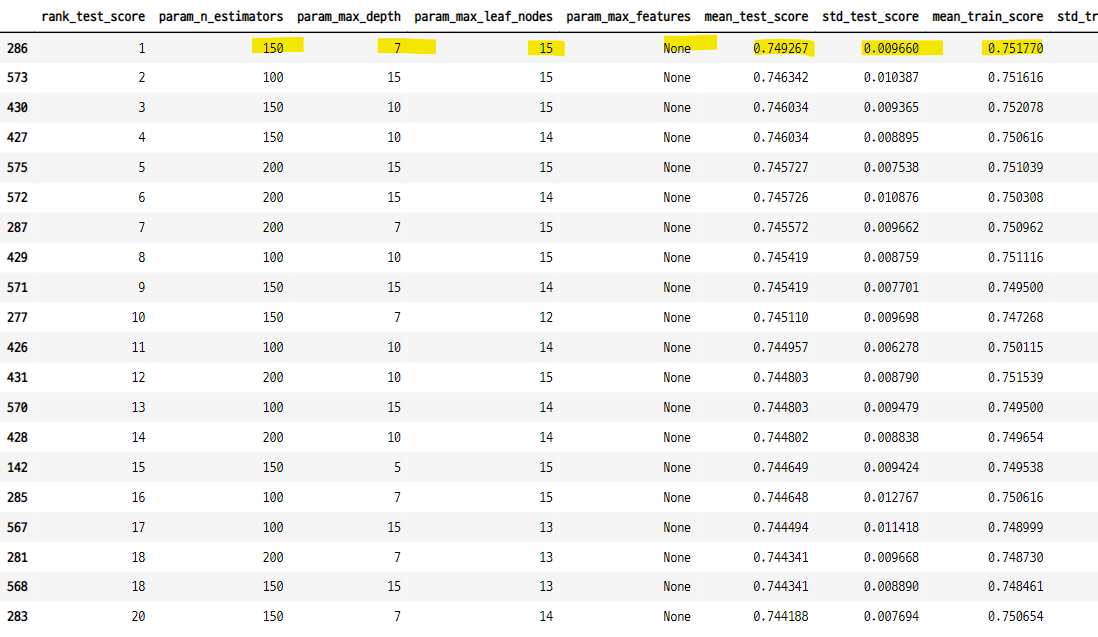 rank_test_score param_n_estimators param_max_depth param_max_leaf_nodes param_max_features mean_test_score std_test_score mean_train_score std_tr
286 1 150 7 15 None 0.749267 0.009660 0.751770
573 2 100 15 15 None 0.746342 0.010387 0.751616
430 3 150 10 15 None 0.746034 0.009365 0.752078
427 4 150 10 14 None 0.746034 0.008895 0.750616
575 5 200 15 15 None 0.745727 0.007538 0.751039
572 6 200 15 14 None 0.745726 0.010876 0.750308
287 7 200 7 15 None 0.745572 0.009662 0.750962
429 8 100 10 15 None 0.745419 0.008759 0.751116
571 9 150 15 14 None 0.745419 0.007701 0.749500
277 10 150 7 12 None 0.745110 0.009698 0.747268
426 11 100 10 14 None 0.744957 0.006278 0.750115
431 12 200 10 15 None 0.744803 0.008790 0.751539
570 13 100 15 14 None 0.744803 0.009479 0.749500
428 14 200 10 14 None 0.744802 0.008838 0.749654
142 15 150 5 15 None 0.744649 0.009424 0.749538
285 16 100 7 15 None 0.744648 0.012767 0.750616
567 17 100 15 13 None 0.744494 0.011418 0.748999
281 18 200 7 13 None 0.744341 0.009668 0.748730
568 18 150 15 13 None 0.744341 0.008890 0.748461
283 20 150 7 14 None 0.744188 0.007694 0.750654